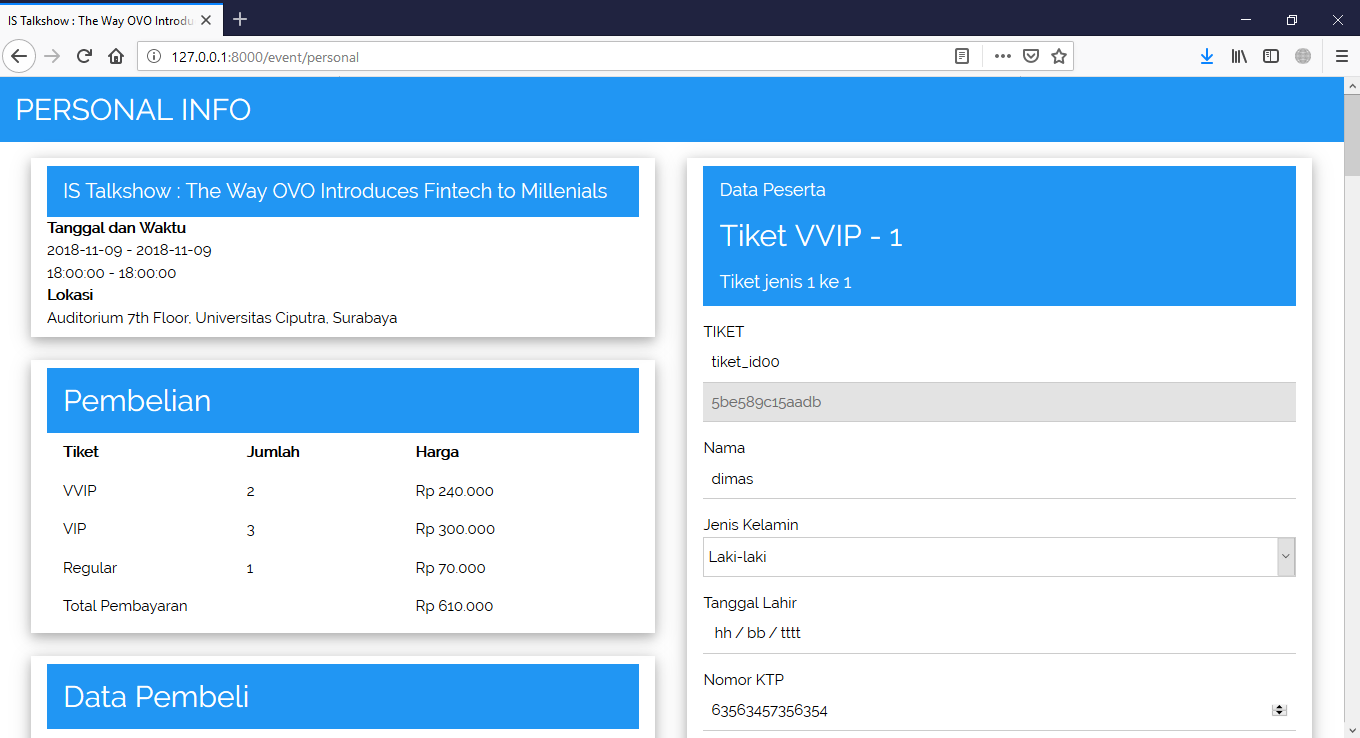 IS Talkshow : The Way OVO Introdu
127.0.0.1:8000/event/personal
PERSONAL INFO
IS Talkshow : The Way OVO Introduces Fintech to Millenials
Tanggal dan Waktu
2018-11-09 - 2018-11-09
18:00:00 - 18:00:00
Lokasi
Auditorium 7th Floor, Universitas Ciputra, Surabaya
Pembelian
Tiket Jumlah Harga
VVIP 2 Rp 240.000
VIP 3 Rp 300.000
Regular 1 Rp 70.000
Total Pembayaran Rp 610.000
Data Pembeli
Data Peserta
Tiket VVIP - 1
Tiket jenis 1 ke 1
TIKET
tiket_id00
5be589c15aadb
Nama
dimas
Jenis Kelamin
Laki-laki
Tanggal Lahir
hh / bb / tttt
Nomor KTP
63563457356354